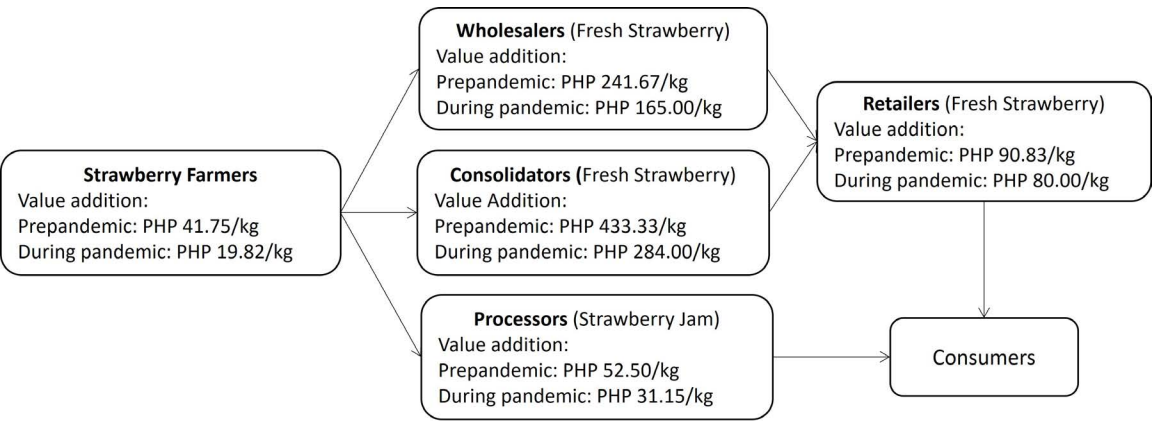 Wholesalers (Fresh Strawberry)
Value addition:
Prepandemic: PHP 241.67/kg
During pandemic: PHP 165.00/kg
Retailers (Fresh Strawberry)
Value addition:
Prepandemic: PHP 90.83/kg
During pandemic: PHP 80.00/kg
Strawberry Farmers
Value addition:
Prepandemic: PHP 41.75/kg
During pandemic: PHP 19.82/kg
Consolidators (Fresh Strawberry)
Value Addition:
Prepandemic: PHP 433.33/kg
During pandemic: PHP 284.00/kg
Processors (Strawberry Jam)
Value addition:
Prepandemic: PHP 52.50/kg
During pandemic: PHP 31.15/kg
Consumers